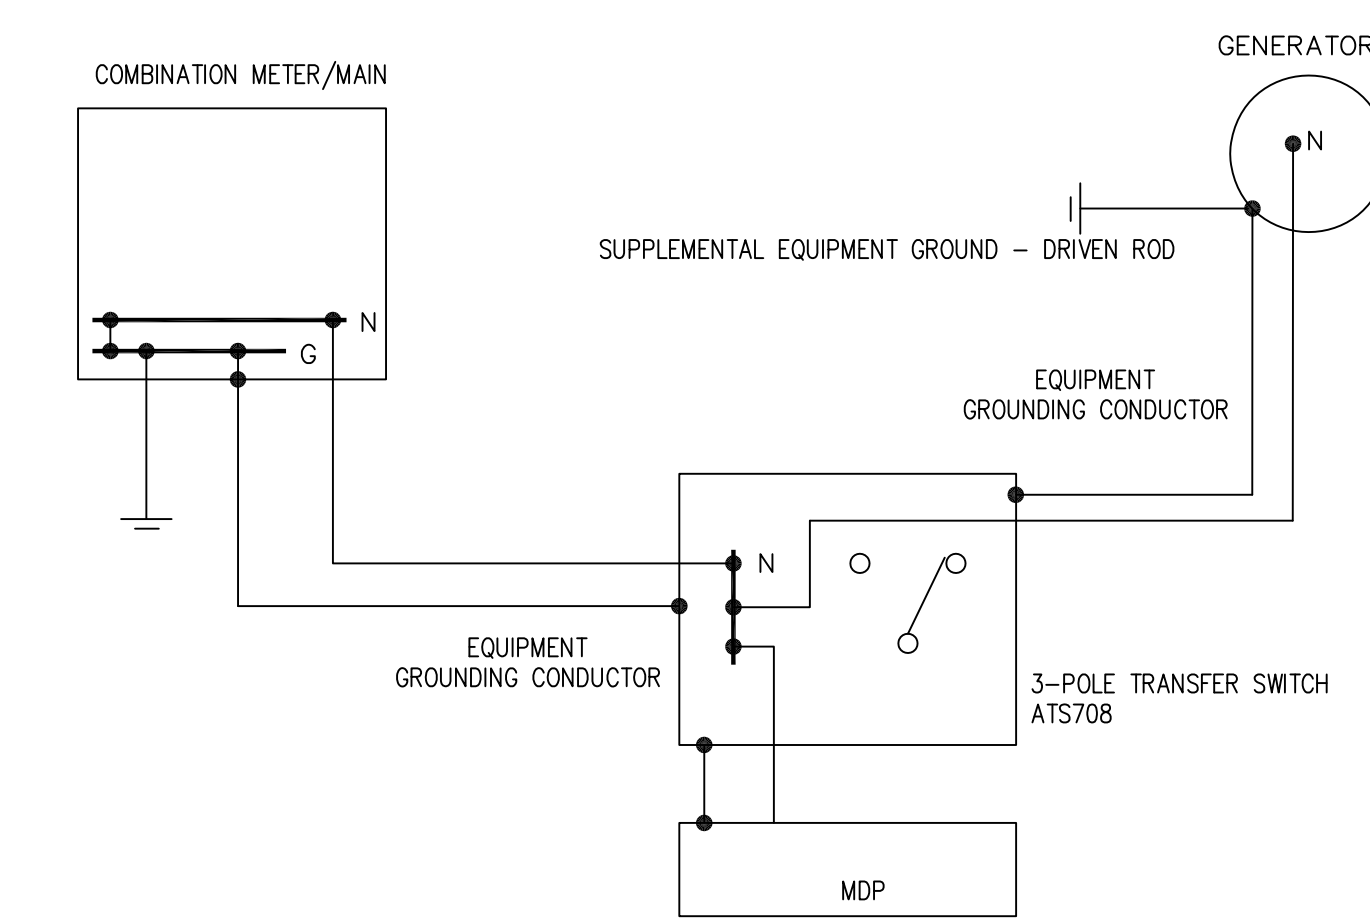 GENERATOR
COMBINATION METER/MAIN
N
SUPPLEMENTAL EQUIPMENT GROUND – DRIVEN ROD
N
G
EQUIPMENT
GROUNDING CONDUCTOR
N
EQUIPMENT
GROUNDING CONDUCTOR
3–POLE TRANSFER SWITCH
ATS708
MDP